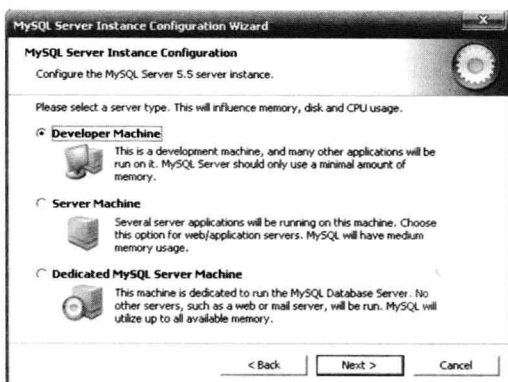 MySQL Server Instance Configuration Wizard
MySQL Server Instance Configuration
Configure the MySQL Server 5.5 server instance.
Please select a server type. This will influence memory, disk and CPU usage.
Developer Machine
This is a development machine, and many other applications will be
run on it. MySQL Server should only use a minimal amount of
memory.
Server Machine
Several server applications will be running on this machine. Choose
this option for web/application servers. MySQL will have medium
memory usage.
Dedicated MySQL Server Machine
This machine is dedicated to run the MySQL Database Server. No
other servers, such as a web or mail server, will be run. MySQL will
utilize up to all available memory.
< Back
Next >
Cancel